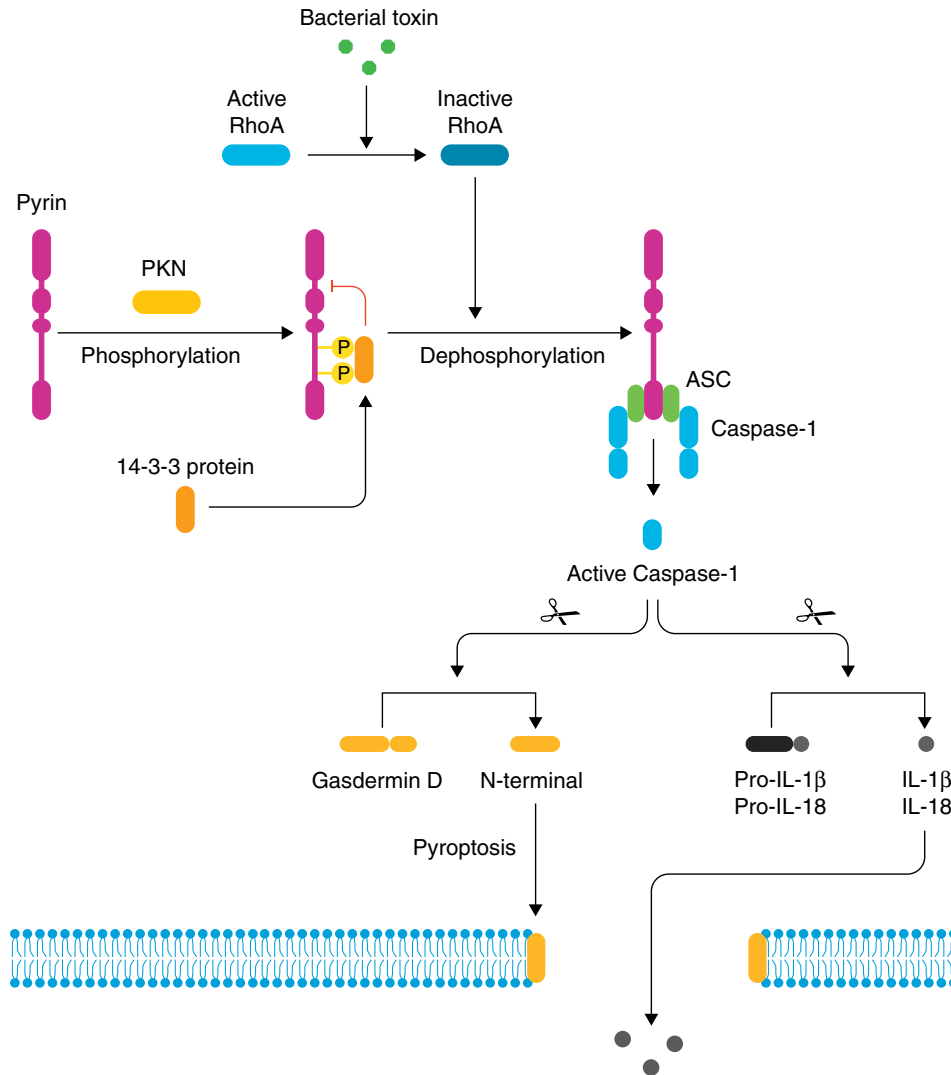 Bacterial toxin
Active
RhoA
Inactive
RhoA
Pyrin
PKN
Phosphorylation
P
P
Dephosphorylation
ASC
Caspase-1
14-3-3 protein
Active Caspase-1
Gasdermin D
N-terminal
Pro-IL-1β
Pro-IL-18
IL-1β
IL-18
Pyroptosis